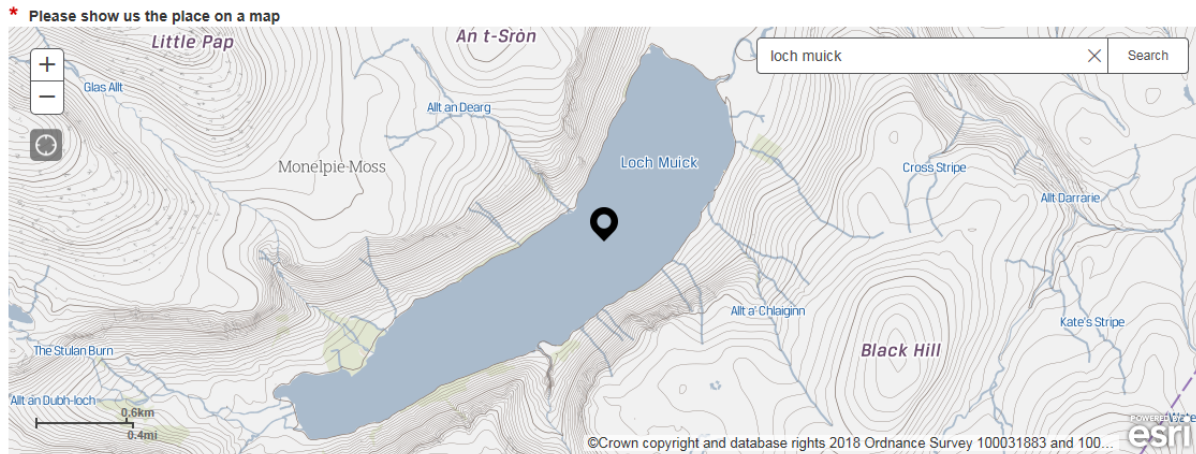 * Please show us the place on a map
Little Pap
An t-Sròn
loch muick
Search
Glas Allt
Allt an Dearg
Monelpie Moss
Loch Muick
Cross Stripe
Allt Darrarie
Allt a' Chlaiginn
Kate's Stripe
The Stulan Burn
Black Hill
Allt an Dubh-loch
0.6km
0.4mi
POWERED BY
esri
©Crown copyright and database rights 2018 Ordnance Survey 100031883 and 100...